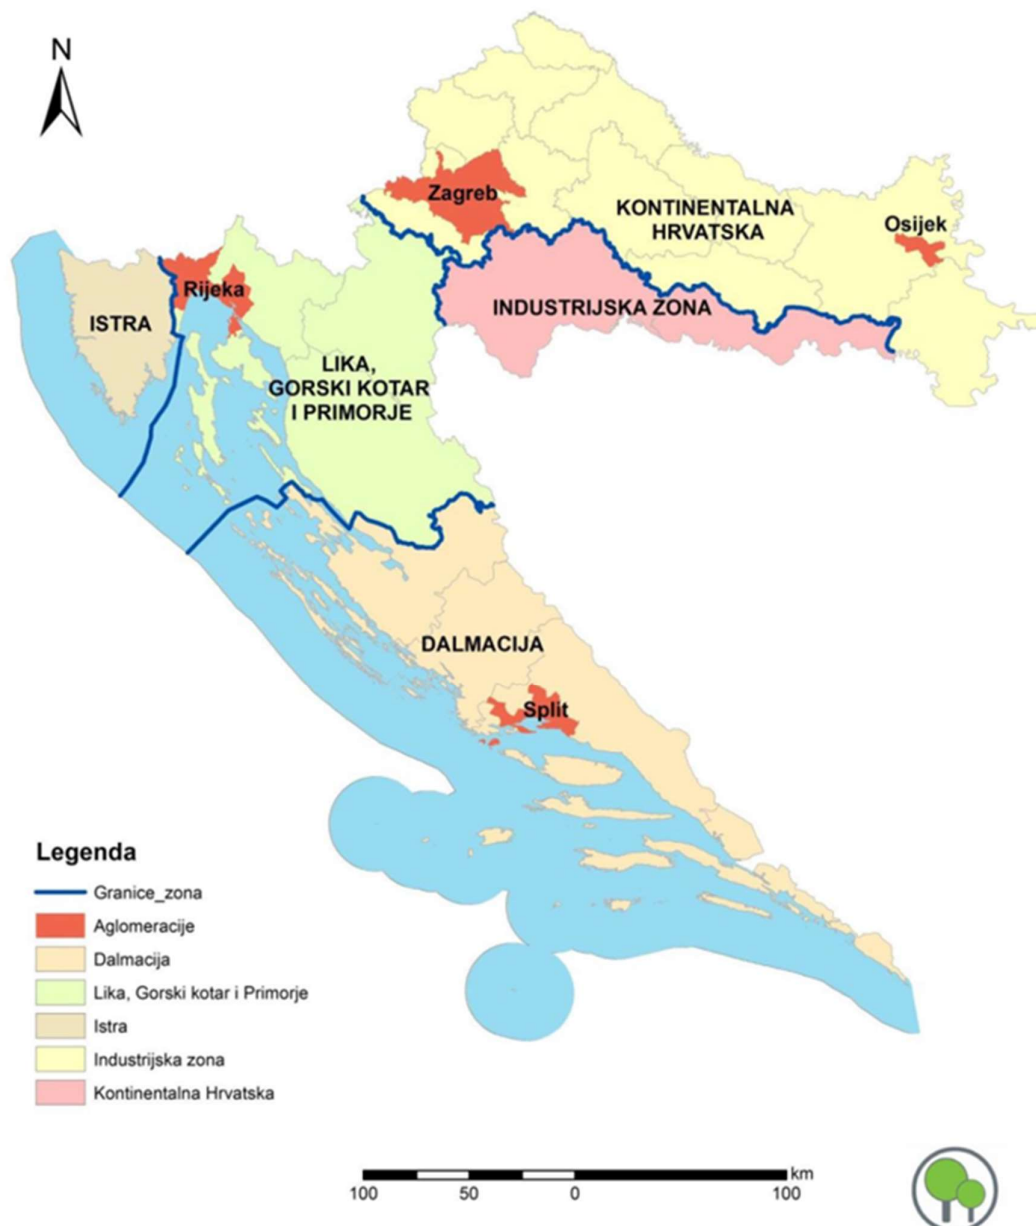 N
Zagreb
KONTINENTALNA
HRVATSKA
Osijek
Rijeka
ISTRA
INDUSTRIJSKA ZONA
LIKA,
GORSKI KOTAR
I PRIMORJE
DALMACIJA
Split
Legenda
Granice_zona
Aglomeracije
Dalmacija
Lika, Gorski kotar i Primorje
Istra
Industrijska zona
Kontinentalna Hrvatska
km
100 50 0 100